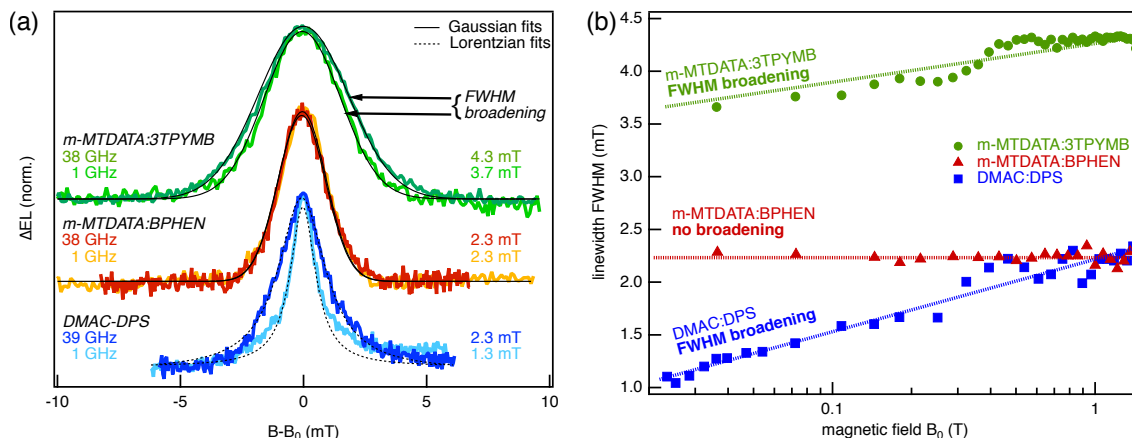 (a)
Gaussian fits
Lorentzian fits
FWHM
broadening
m-MTDATA:3TPYMB
38 GHz
1 GHz
4.3 mT
3.7 mT
m-MTDATA:BPHEN
38 GHz
1 GHz
2.3 mT
2.3 mT
DMAC-DPS
39 GHz
1 GHz
2.3 mT
1.3 mT
ΔEL (norm.)
-10
-5
0
5
10
B-B₀ (mT)
(b)
4.5
4.0
3.5
3.0
2.5
2.0
1.5
1.0
linewidth FWHM (mT)
m-MTDATA:3TPYMB
FWHM broadening
m-MTDATA:3TPYMB
m-MTDATA:BPHEN
DMAC:DPS
m-MTDATA:BPHEN
no broadening
DMAC:DPS
FWHM broadening
0.1
1
magnetic field B₀ (T)